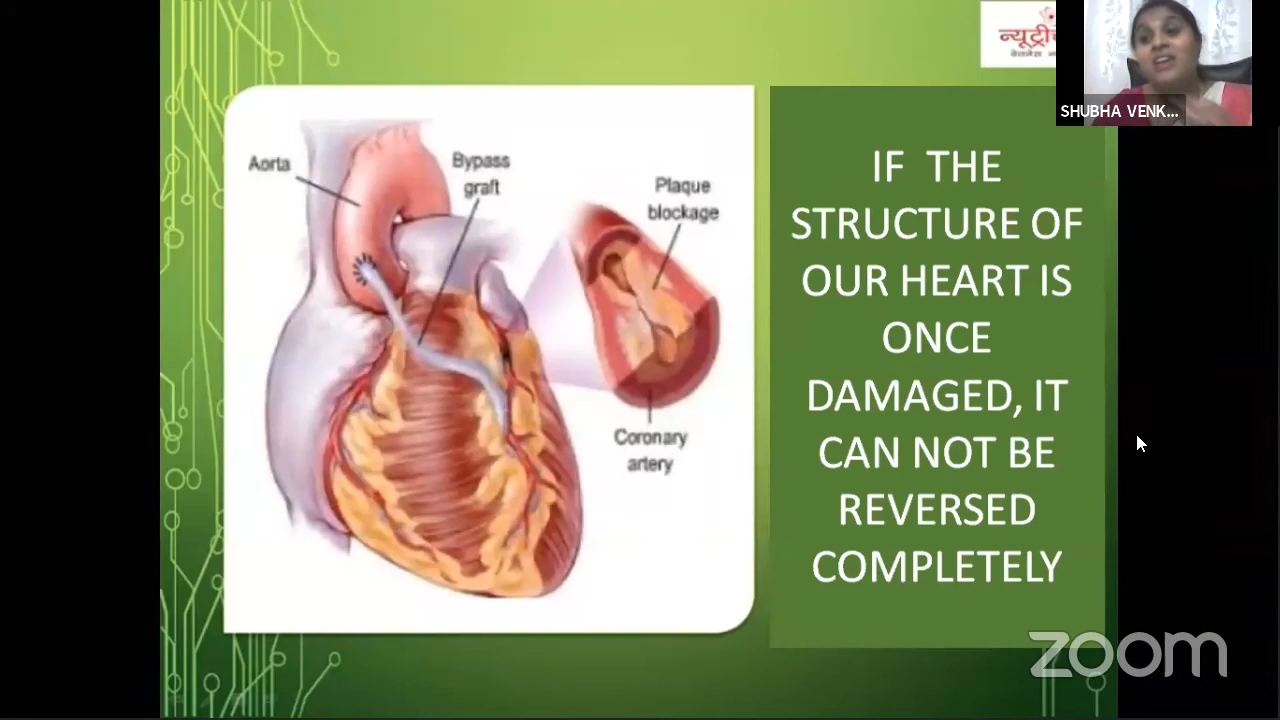 Aorta
Bypass
graft
Plaque
blockage
Coronary
artery
IF THE
STRUCTURE OF
OUR HEART IS
ONCE
DAMAGED, IT
CAN NOT BE
REVERSED
COMPLETELY
SHUBHA VENK...
zoom